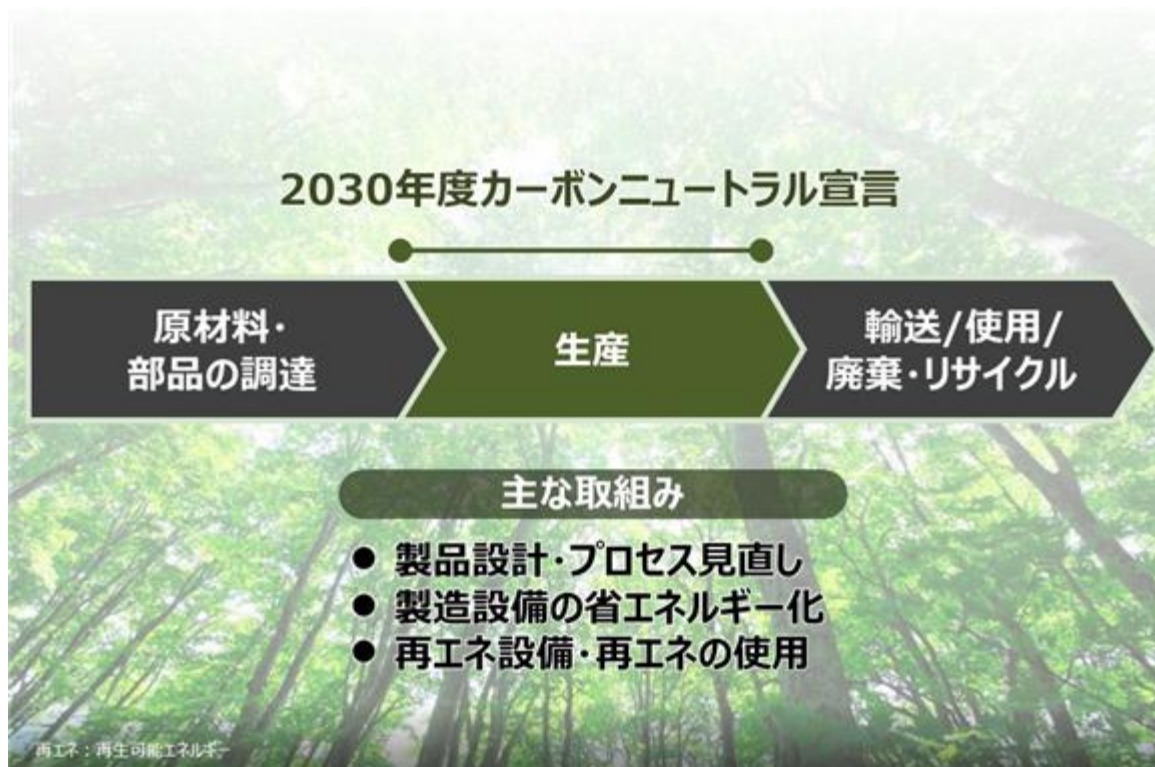 2030年度カーボンニュートラル宣言
原材料・
部品の調達
生産
輸送/使用/
廃棄・リサイクル
主な取組み
● 製品設計・プロセス見直し
● 製造設備の省エネルギー化
● 再エネ設備・再エネの使用
再エネ：再生可能エネルギー